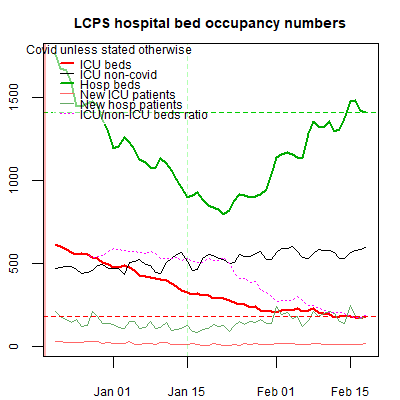 LCPS hospital bed occupancy numbers
Covid unless stated otherwise
ICU beds
ICU non-covid
Hosp beds
New ICU patients
New hosp patients
ICU/non-ICU beds ratio
1500
1000
500
0
Jan 01 Jan 15 Feb 01 Feb 15